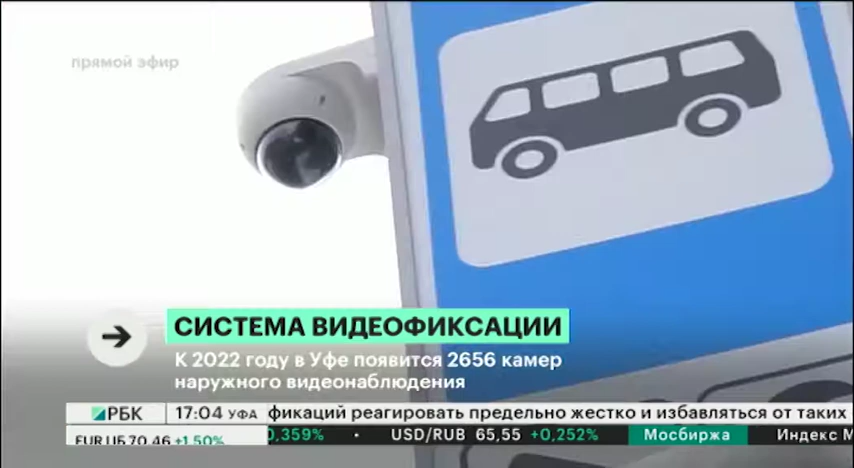 прямой эфир
СИСТЕМА ВИДЕОФИКСАЦИИ
К 2022 году в Уфе появится 2656 камер
наружного видеонаблюдения
РБК 17:04 УФА фикаций реагировать предельно жестко и избавляться от таких
EUR ЦБ 70,46 +1,50% 0,359% • USD/RUB 65,55 +0,252% Мосбиржа Индекс М